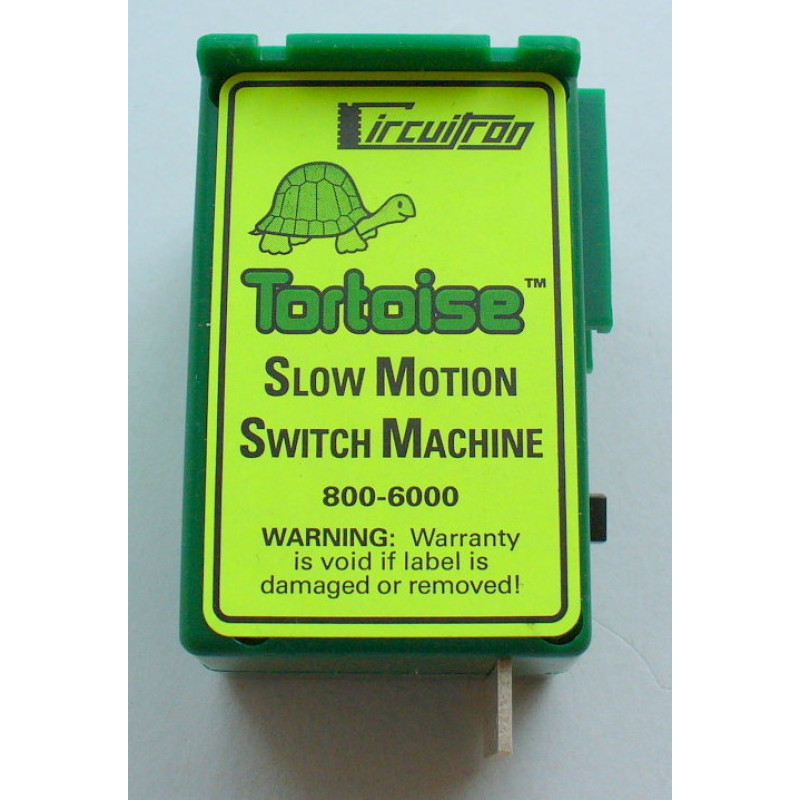 Circuitron
Tortoise™
SLOW MOTION
SWITCH MACHINE
800-6000
WARNING: Warranty
is void if label is
damaged or removed!